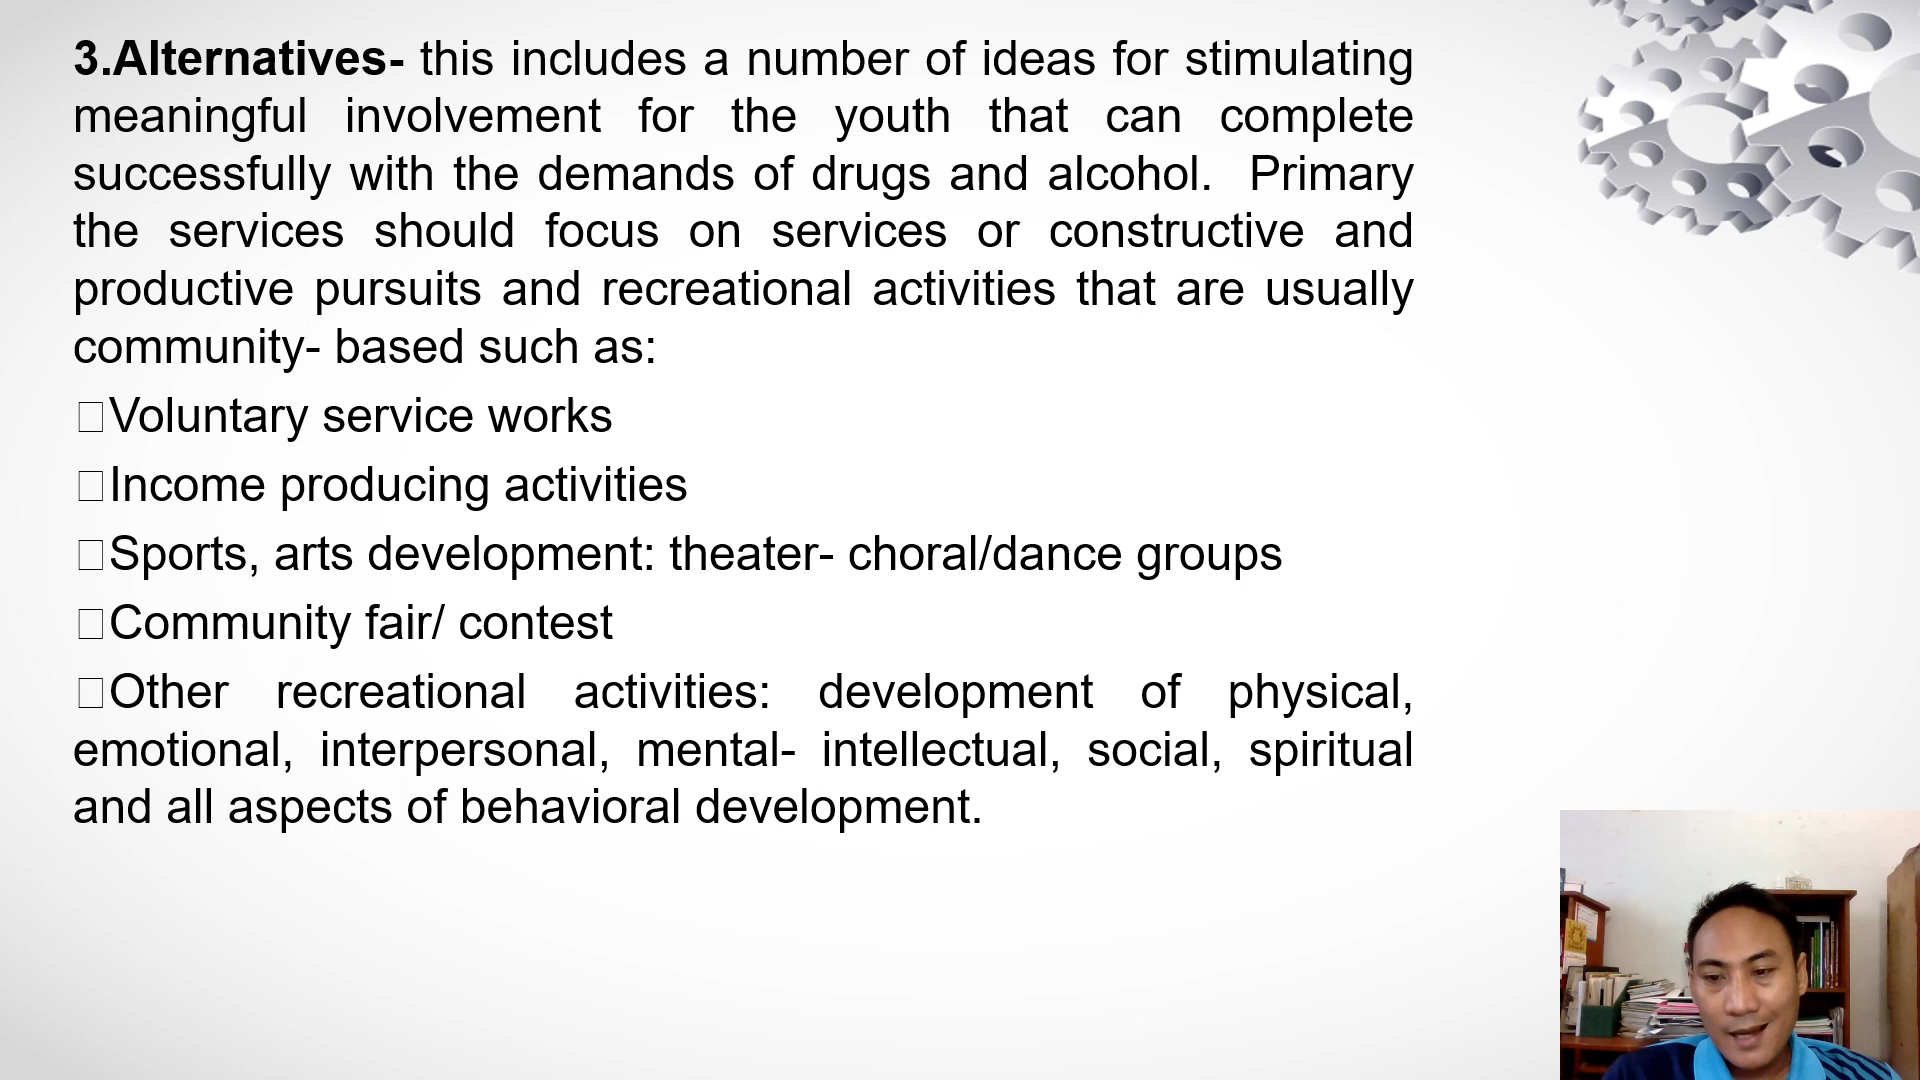 3.Alternatives- this includes a number of ideas for stimulating
meaningful involvement for the youth that can complete
successfully with the demands of drugs and alcohol. Primary
the services should focus on services or constructive and
productive pursuits and recreational activities that are usually
community- based such as:
Voluntary service works
Income producing activities
Sports, arts development: theater- choral/dance groups
Community fair/ contest
Other recreational activities: development of physical,
emotional, interpersonal, mental- intellectual, social, spiritual
and all aspects of behavioral development.